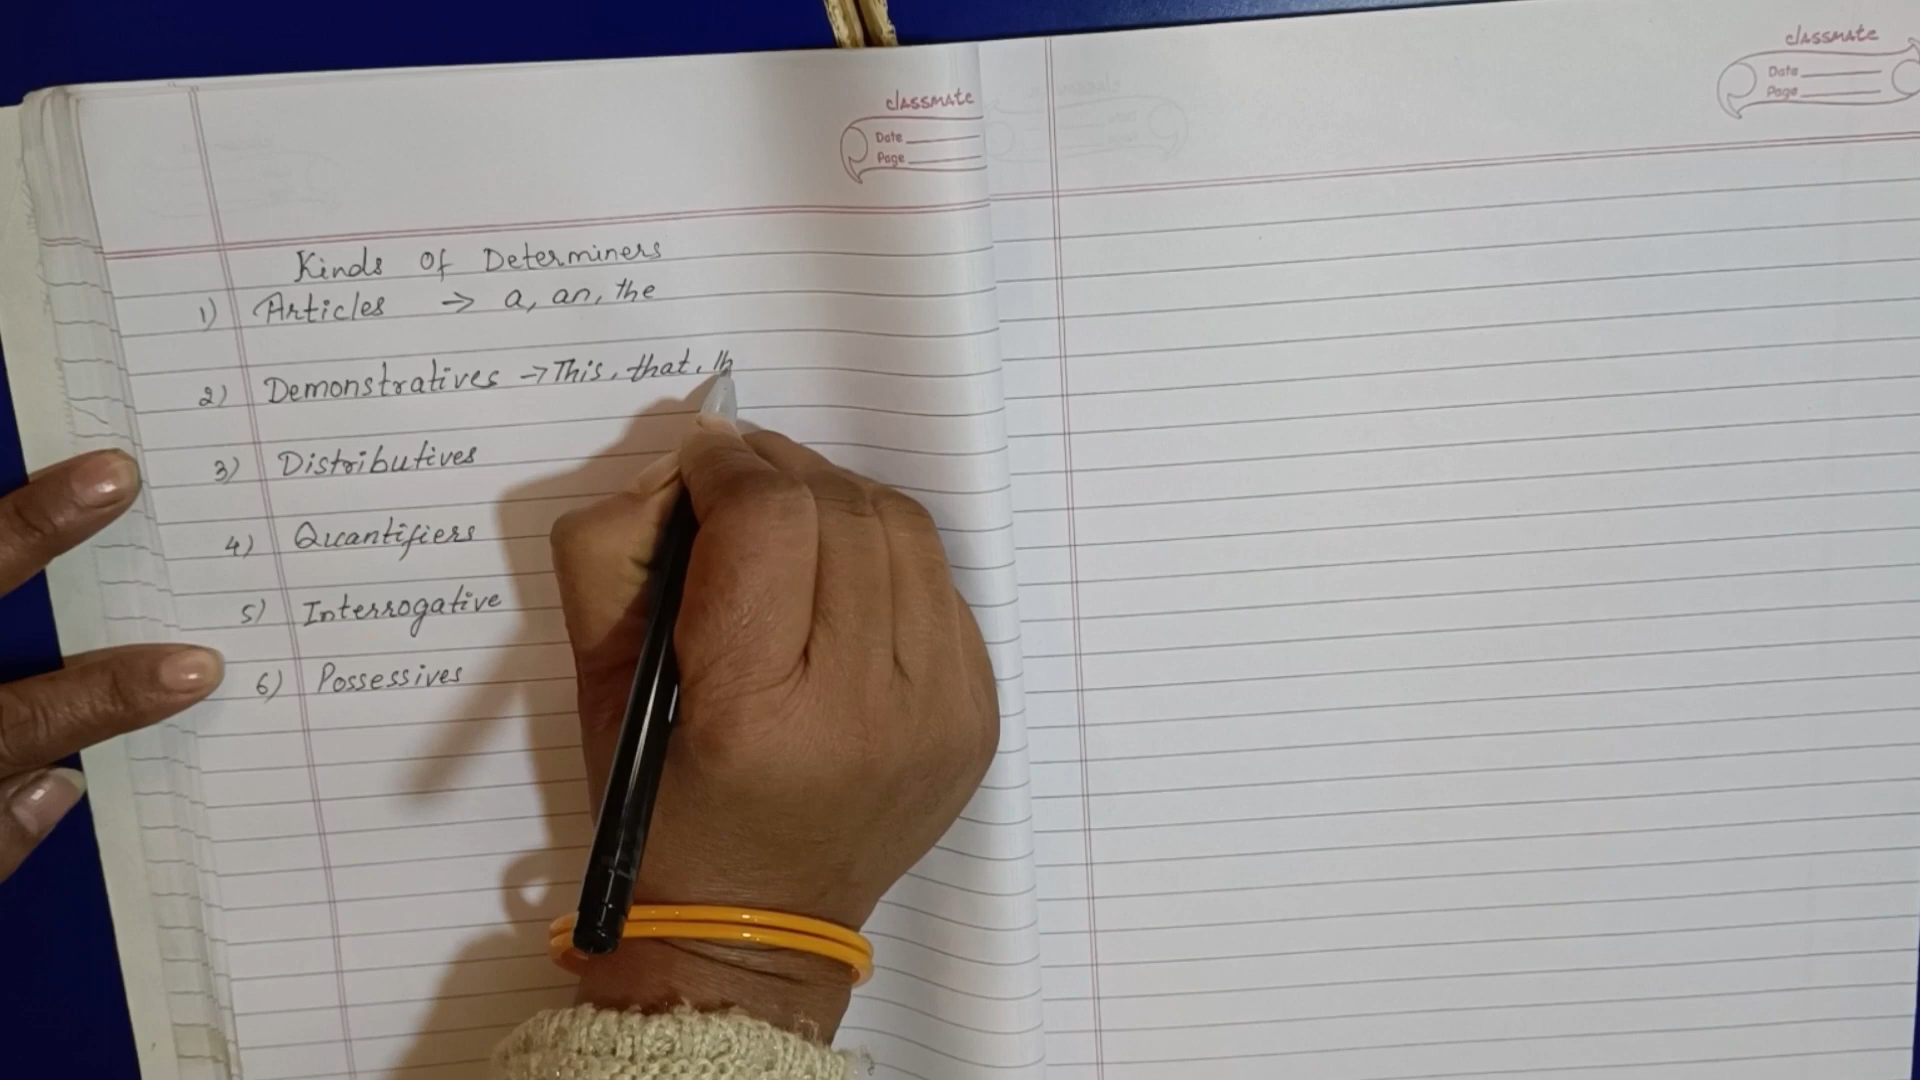 classmate
Date
Page
Kinds Of Determiners
1) Articles → a, an, the
2) Demonstratives → This, that, th
3) Distributives
4) Quantifiers
5) Interrogative
6) Possessives
classmate
Date
Page